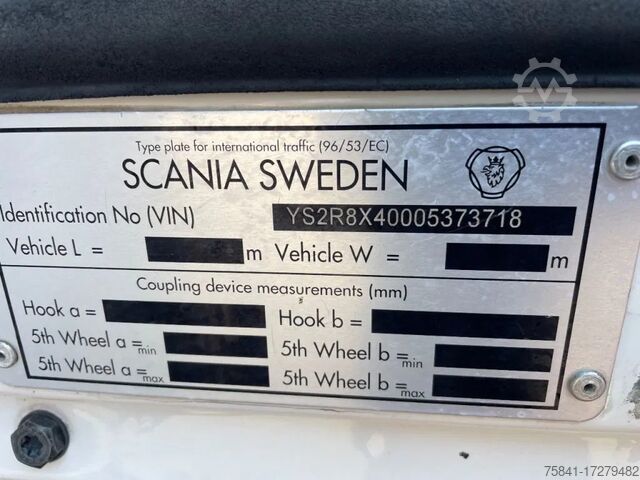 Type plate for international traffic (96/53/EC)
SCANIA SWEDEN
Identification No (VIN) YS2R8X40005373718
Vehicle L = m Vehicle W = m
Coupling device measurements (mm)
Hook a = Hook b =
5th Wheel a =min 5th Wheel b =min
5th Wheel a =max 5th Wheel b =max
75841-17279482